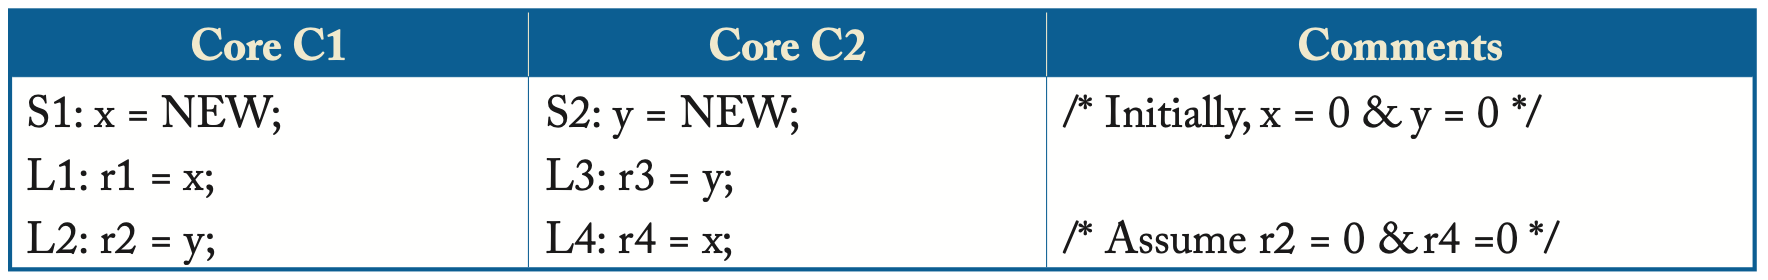 Core C1 Core C2 Comments
S1: x = NEW; S2: y = NEW; /* Initially, x = 0 & y = 0 */
L1: r1 = x; L3: r3 = y;
L2: r2 = y; L4: r4 = x; /* Assume r2 = 0 & r4 =0 */